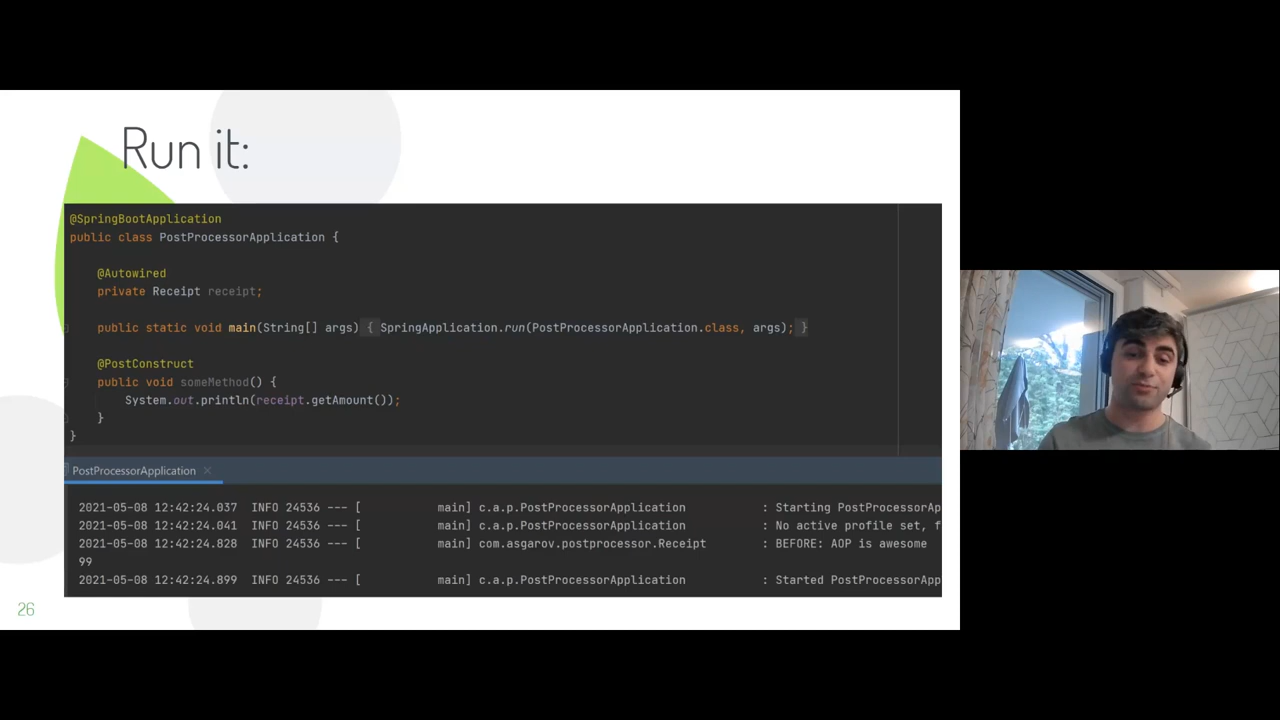 Run it:
@SpringBootApplication
public class PostProcessorApplication {
@Autowired
private Receipt receipt;
public static void main(String[] args) { SpringApplication.run(PostProcessorApplication.class, args); }
@PostConstruct
public void someMethod() {
System.out.println(receipt.getAmount());
}
}
PostProcessorApplication ×
2021-05-08 12:42:24.037 INFO 24536 --- [ main] c.a.p.PostProcessorApplication : Starting PostProcessorAp
2021-05-08 12:42:24.041 INFO 24536 --- [ main] c.a.p.PostProcessorApplication : No active profile set, f
2021-05-08 12:42:24.828 INFO 24536 --- [ main] com.asgarov.postprocessor.Receipt : BEFORE: AOP is awesome
99
2021-05-08 12:42:24.899 INFO 24536 --- [ main] c.a.p.PostProcessorApplication : Started PostProcessorApp
26